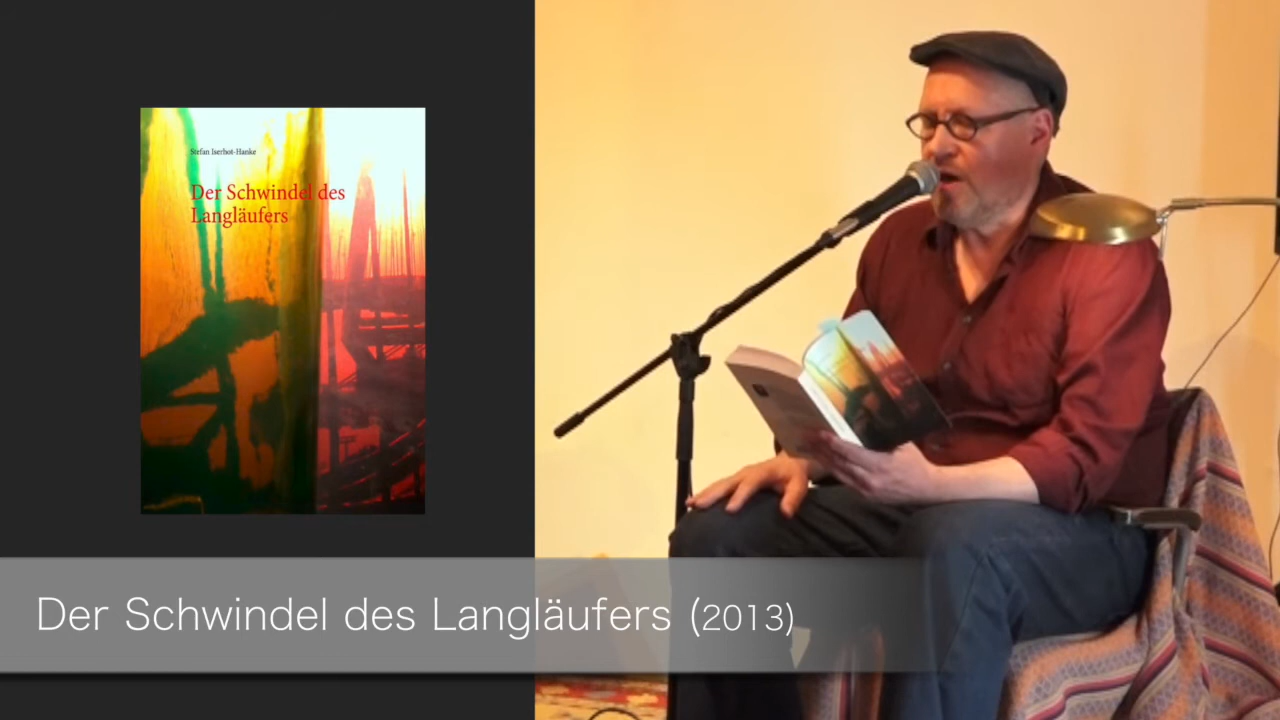 Stefan Iserhot-Hanke
Der Schwindel des
Langläufers
Der Schwindel des Langläufers (2013)